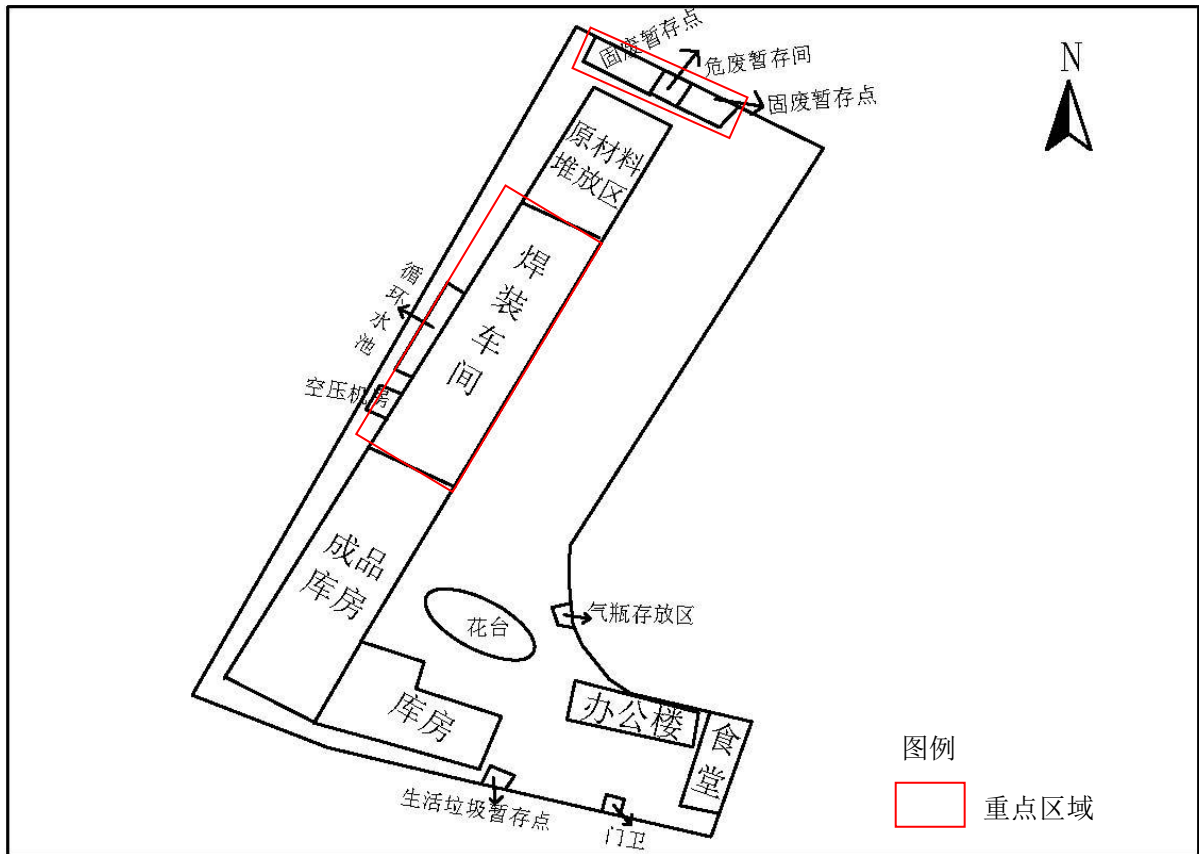 固废暂存点
危废暂存间
固废暂存点
N
原材料
堆放区
焊装车间
循环水池
空压机房
成品
库房
花台
气瓶存放区
库房
办公楼
食堂
生活垃圾暂存点
门卫
图例
重点区域